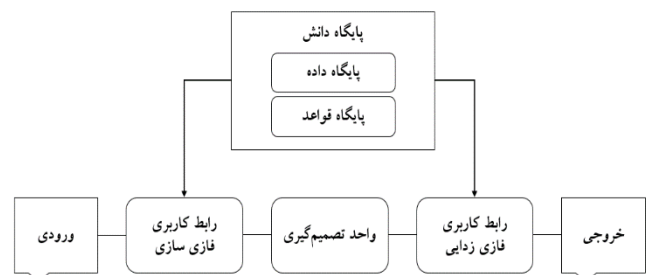 پایگاه دانش
پایگاه داده
پایگاه قواعد
ورودی
رابط کاربری
فازی سازی
واحد تصمیم‌گیری
رابط کاربری
فازی زدایی
خروجی